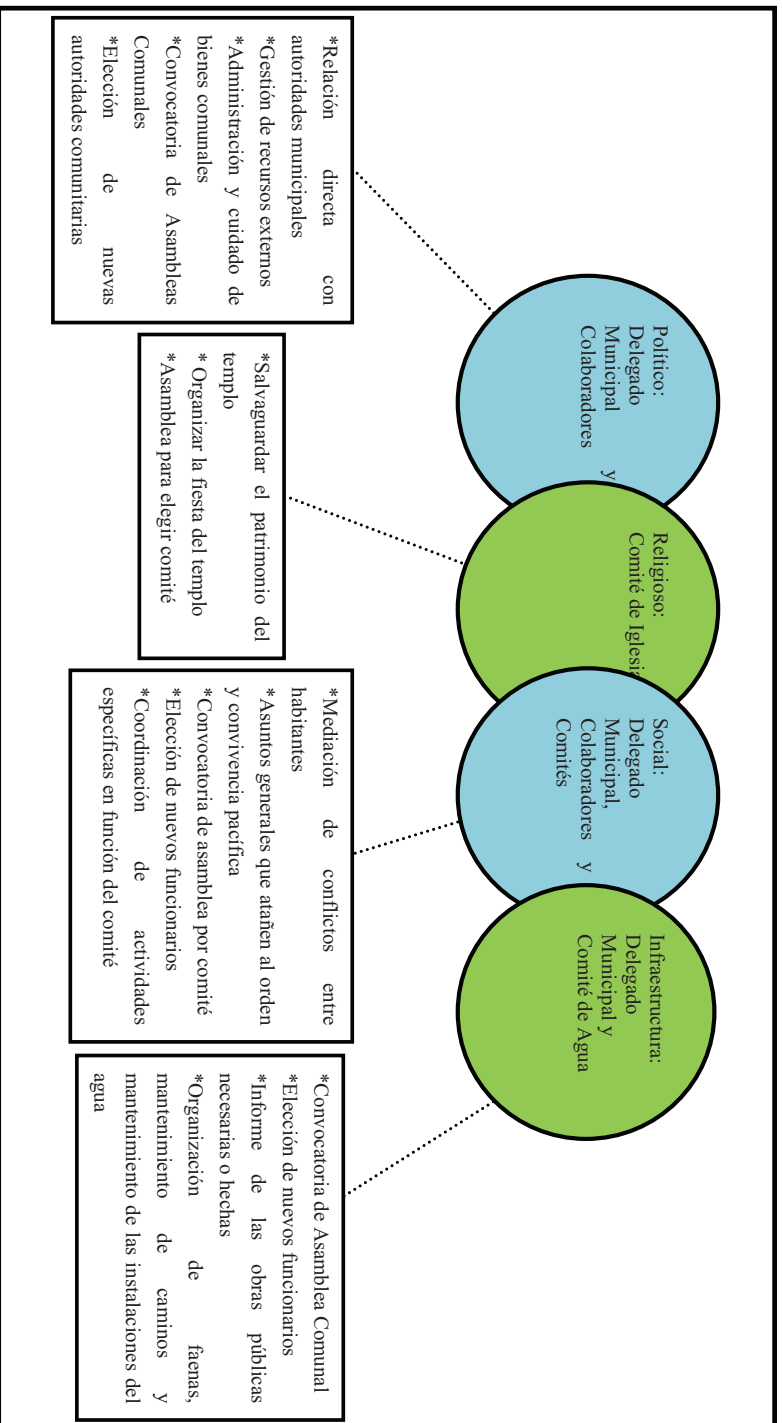 Político:
Delegado
Municipal y
Colaboradores
Religioso:
Comité de Iglesia
Social:
Delegado
Municipal,
Colaboradores y
Comités
Infraestructura:
Delegado
Municipal y
Comité de Agua
*Relación directa con
autoridades municipales
*Gestión de recursos externos
*Administración y cuidado de
bienes comunales
*Convocatoria de Asambleas
Comunales
*Elección de nuevas
autoridades comunitarias
*Salvaguardar el patrimonio del
templo
* Organizar la fiesta del templo
*Asamblea para elegir comité
*Mediación de conflictos entre
habitantes
*Asuntos generales que atañen al orden
y convivencia pacífica
*Convocatoria de asamblea por comité
*Elección de nuevos funcionarios
*Coordinación de actividades
específicas en función del comité
*Convocatoria de Asamblea Comunal
*Elección de nuevos funcionarios
*Informe de las obras públicas
necesarias o hechas
*Organización de faenas,
mantenimiento de caminos y
mantenimiento de las instalaciones del
agua